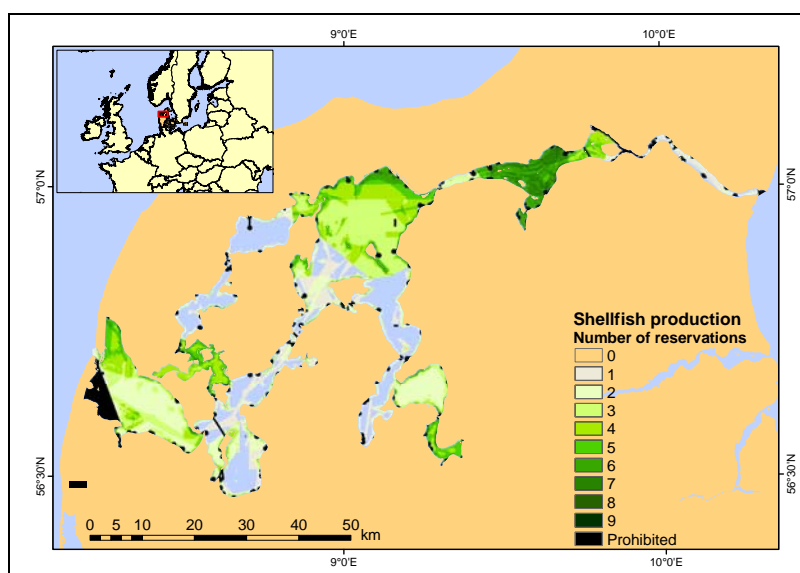 9°0'E 10°0'E
57°0'N 57°0'N
Shellfish production
Number of reservations
0
1
2
3
4
5
6
7
8
9
Prohibited
56°30'N 56°30'N
0 5 10 20 30 40 50
km
9°0'E 10°0'E